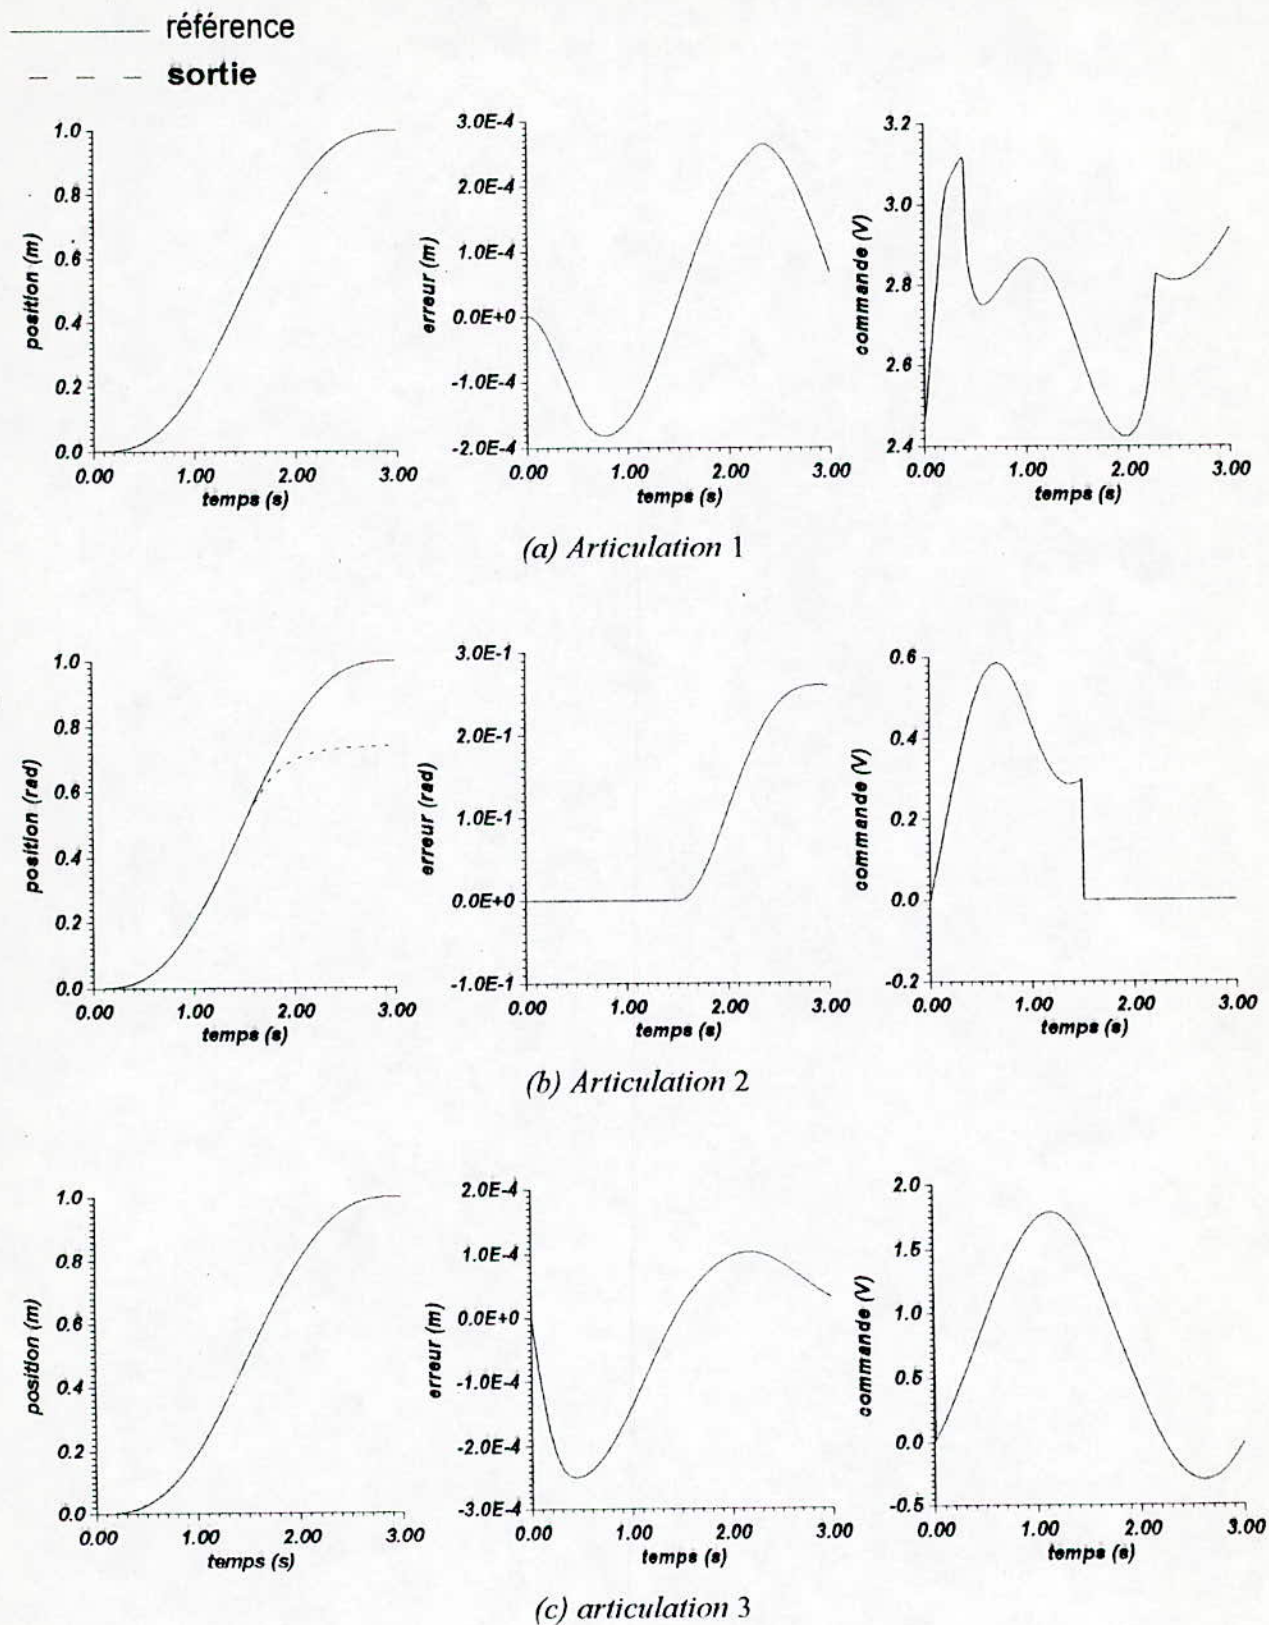 référence
sortie
position (m)
1.0
0.8
0.6
0.4
0.2
0.0
0.00 1.00 2.00 3.00
temps (s)
erreur (m)
3.0E-4
2.0E-4
1.0E-4
0.0E+0
-1.0E-4
-2.0E-4
0.00 1.00 2.00 3.00
temps (s)
commande (V)
3.2
3.0
2.8
2.6
2.4
0.00 1.00 2.00 3.00
temps (s)
(a) Articulation 1
position (rad)
1.0
0.8
0.6
0.4
0.2
0.0
0.00 1.00 2.00 3.00
temps (s)
erreur (rad)
3.0E-1
2.0E-1
1.0E-1
0.0E+0
-1.0E-1
0.00 1.00 2.00 3.00
temps (s)
commande (V)
0.6
0.4
0.2
0.0
-0.2
0.00 1.00 2.00 3.00
temps (s)
(b) Articulation 2
position (m)
1.0
0.8
0.6
0.4
0.2
0.0
0.00 1.00 2.00 3.00
temps (s)
erreur (m)
2.0E-4
1.0E-4
0.0E+0
-1.0E-4
-2.0E-4
-3.0E-4
0.00 1.00 2.00 3.00
temps (s)
commande (V)
2.0
1.5
1.0
0.5
0.0
-0.5
0.00 1.00 2.00 3.00
temps (s)
(c) articulation 3